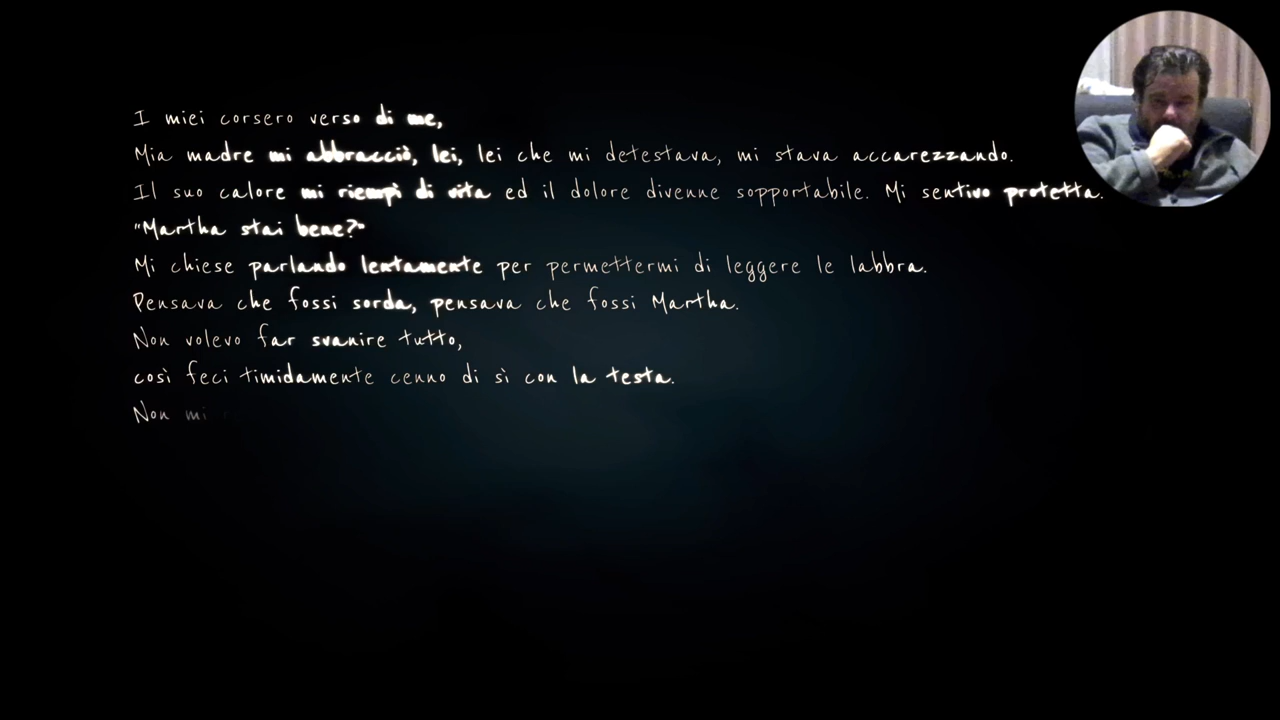 I miei corsero verso di me,
Mia madre mi abbracciò, lei, lei che mi detestava, mi stava accarezzando.
Il suo calore mi riempì di vita ed il dolore divenne sopportabile. Mi sentivo protetta.
"Martha stai bene?"
Mi chiese parlando lentamente per permettermi di leggere le labbra.
Pensava che fossi sorda, pensava che fossi Martha.
Non volevo far svanire tutto,
così feci timidamente cenno di sì con la testa.
Non mi